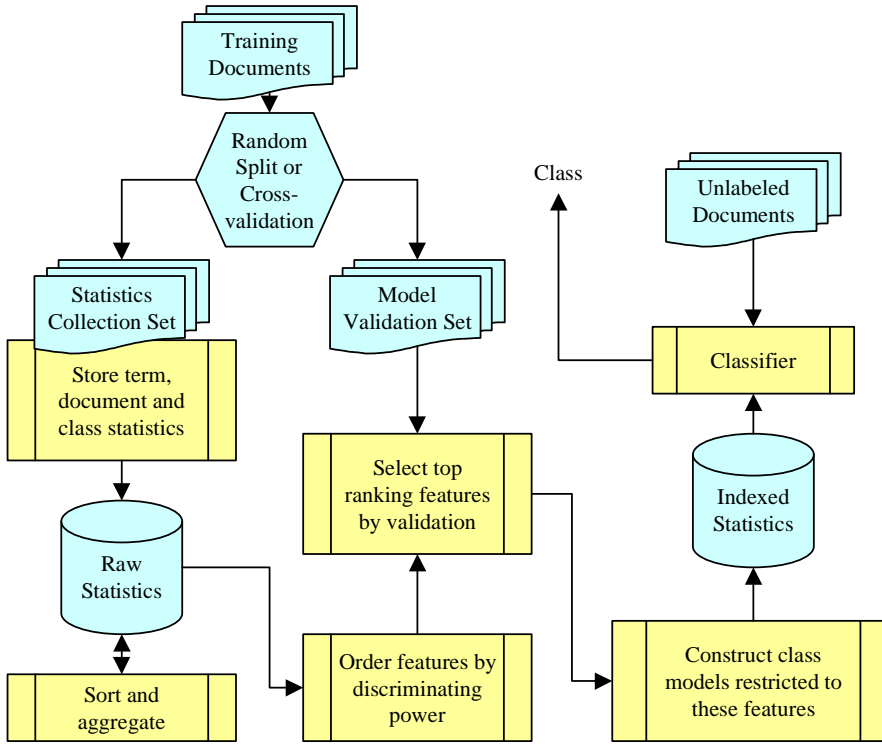 Training
Documents
Random
Split or
Cross-
validation
Class
Unlabeled
Documents
Statistics
Collection Set
Model
Validation Set
Store term,
document and
class statistics
Classifier
Select top
ranking features
by validation
Indexed
Statistics
Raw
Statistics
Sort and
aggregate
Order features by
discriminating
power
Construct class
models restricted to
these features